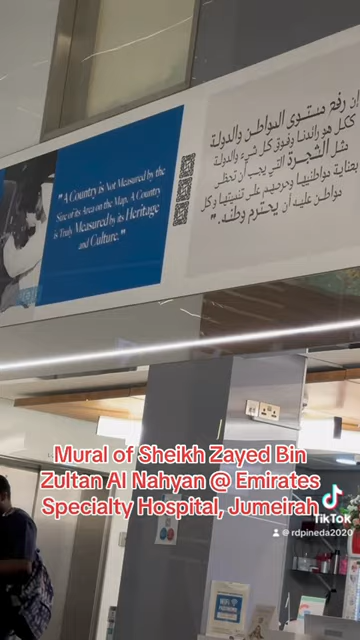 " A Country is Not Measured by the
Size of its Area on the Map, A Country
is Truly Measured by its Heritage
and Culture."
إن رفع مستوى المواطن والدولة
ككل هو رائدنا وفوق كل شيء والدولة
مثل الشجرة التي يجب أن تحظى
بعناية مواطنيها وحرصهم على تنميتها وكل
مواطن عليه أن يحترم وطنه. "
Mural of Sheikh Zayed Bin
Zultan Al Nahyan @ Emirates
Specialty Hospital, Jumeirah
TikTok
@ rdpineda2020